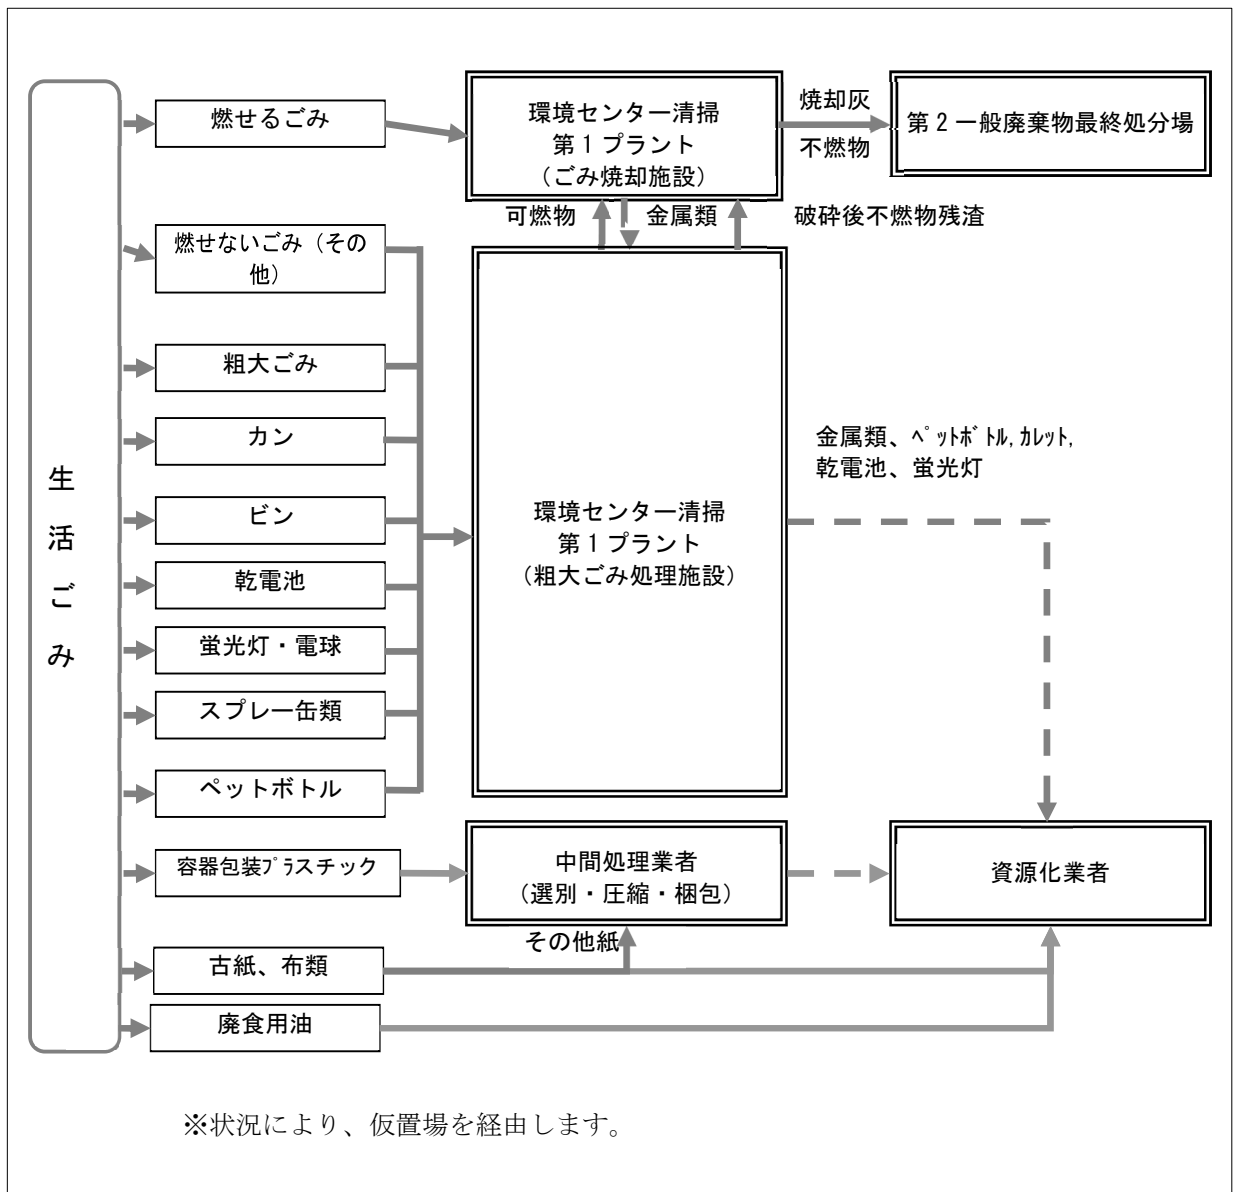 生活ごみ
燃せるごみ
環境センター清掃
第1プラント
(ごみ焼却施設)
焼却灰
不燃物
第2一般廃棄物最終処分場
可燃物
金属類
破砕後不燃物残渣
燃せないごみ(その
他)
粗大ごみ
カン
ビン
乾電池
蛍光灯・電球
スプレー缶類
ペットボトル
環境センター清掃
第1プラント
(粗大ごみ処理施設)
金属類、ペットボトル,カレット,
乾電池、蛍光灯
容器包装プラスチック
中間処理業者
(選別・圧縮・梱包)
資源化業者
その他紙
古紙、布類
廃食用油
※状況により、仮置場を経由します。